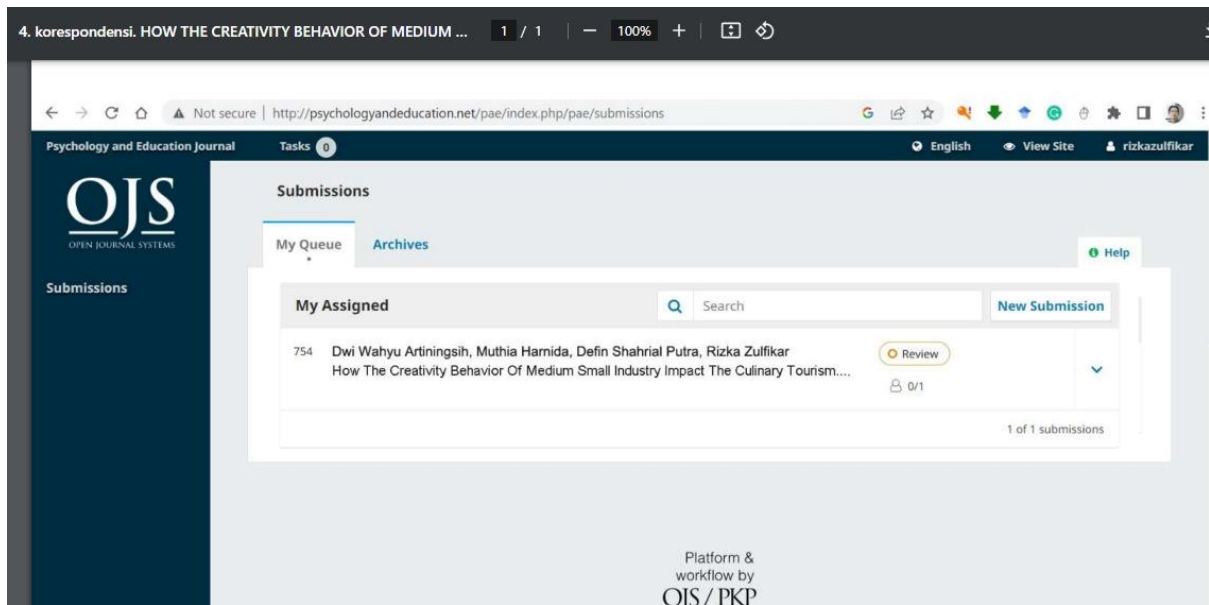 4. korespondensi. HOW THE CREATIVITY BEHAVIOR OF MEDIUM ... 1 / 1 | − 100% + |
Not secure | http://psychologyandeducation.net/pae/index.php/pae/submissions
Psychology and Education Journal Tasks 0 English View Site rizkazulfikar
OJS
OPEN JOURNAL SYSTEMS
Submissions
Submissions
My Queue Archives
Help
My Assigned Search New Submission
754 Dwi Wahyu Artiningsih, Muthia Harnida, Defin Shahrial Putra, Rizka Zulfikar Review
How The Creativity Behavior Of Medium Small Industry Impact The Culinary Tourism....
0/1
1 of 1 submissions
Platform &
workflow by
OJS / PKP